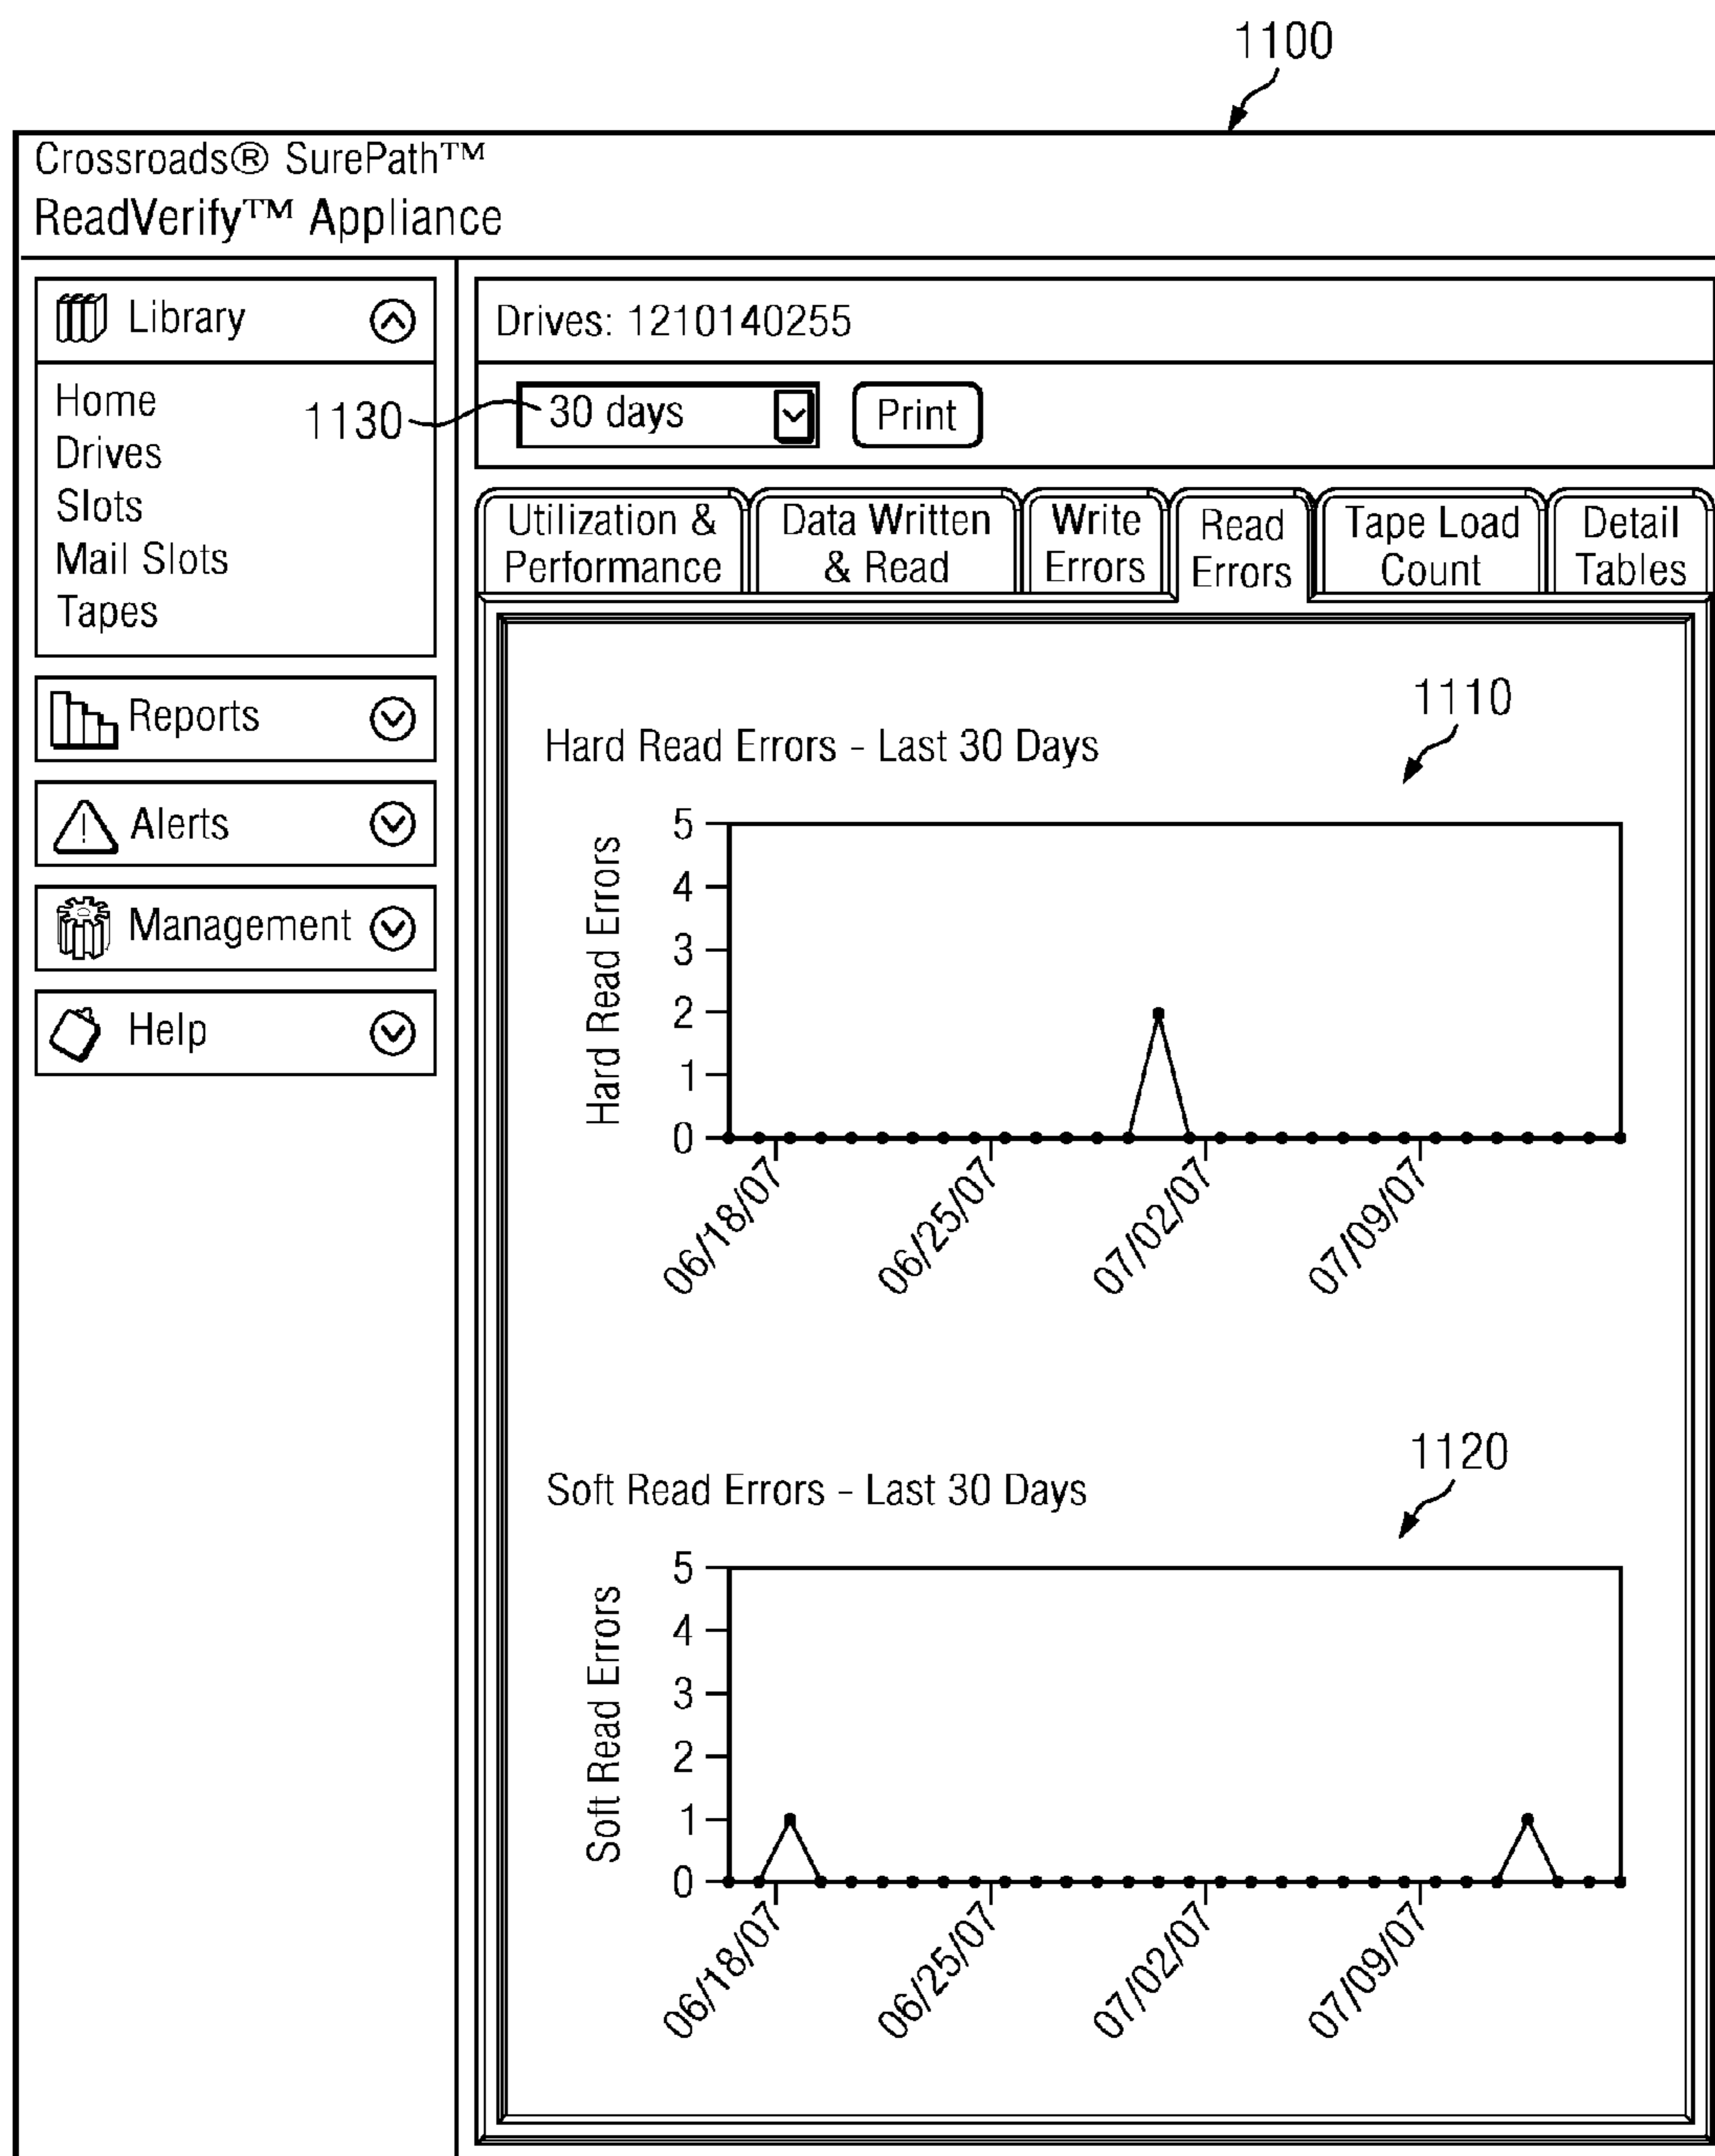 1100
Crossroads® SurePath™
ReadVerify™ Appliance
Library
Home
Drives
Slots
Mail Slots
Tapes
Reports
Alerts
Management
Help
Drives: 1210140255
1130
30 days
Print
Utilization &
Performance
Data Written
& Read
Write
Errors
Read
Errors
Tape Load
Count
Detail
Tables
1110
Hard Read Errors - Last 30 Days
Hard Read Errors
5
4
3
2
1
0
06/18/07
06/25/07
07/02/07
07/09/07
1120
Soft Read Errors - Last 30 Days
Soft Read Errors
5
4
3
2
1
0
06/18/07
06/25/07
07/02/07
07/09/07